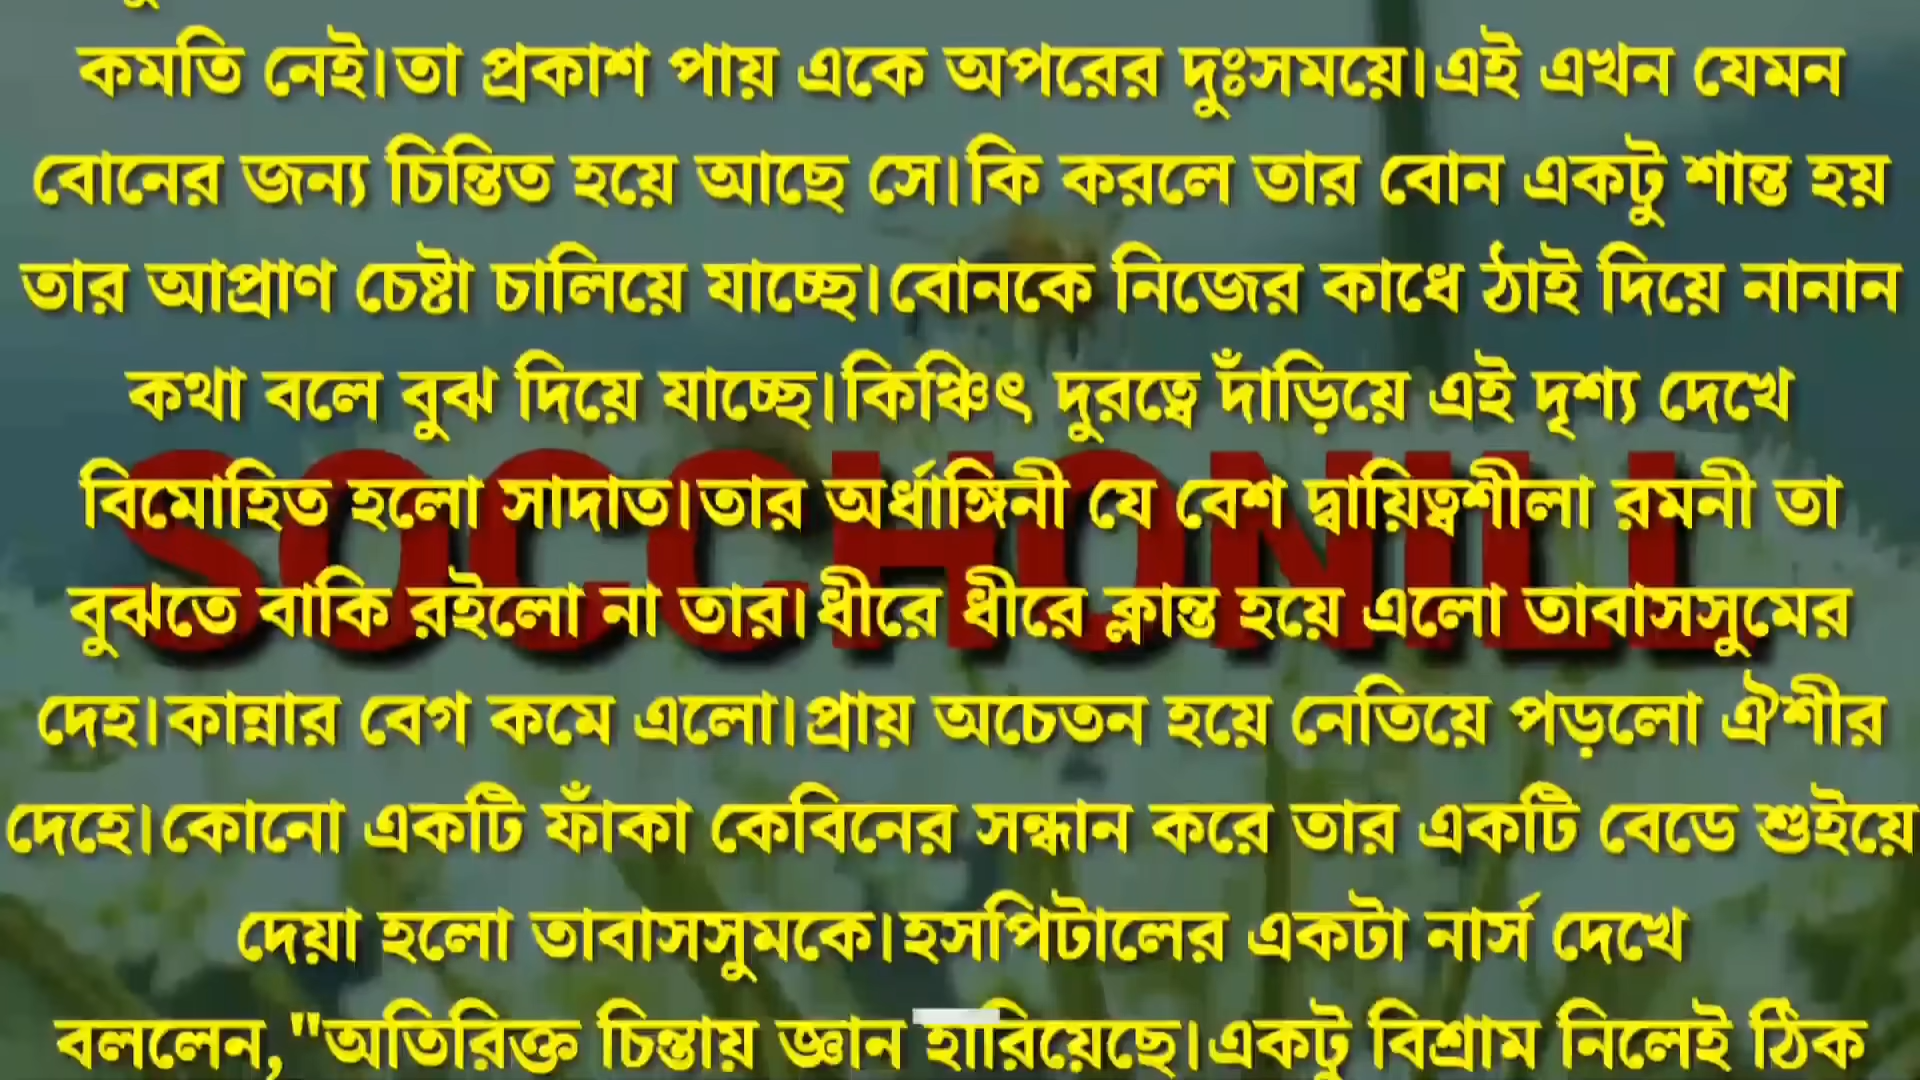 কমতি নেই।তা প্রকাশ পায় একে অপরের দুঃসময়ে।এই এখন যেমন
বোনের জন্য চিন্তিত হয়ে আছে সে।কি করলে তার বোন একটু শান্ত হয়
তার আপ্রাণ চেষ্টা চালিয়ে যাচ্ছে।বোনকে নিজের কাধে ঠাই দিয়ে নানান
কথা বলে বুঝ দিয়ে যাচ্ছে।কিঞ্চিৎ দুরত্বে দাঁড়িয়ে এই দৃশ্য দেখে
বিমোহিত হলো সাদাত।তার অর্ধাঙ্গিনী যে বেশ দ্বায়িত্বশীলা রমনী তা
বুঝতে বাকি রইলো না তার।ধীরে ধীরে ক্লান্ত হয়ে এলো তাবাসসুমের
SOCCHONILL
দেহ।কান্নার বেগ কমে এলো।প্রায় অচেতন হয়ে নেতিয়ে পড়লো ঐশীর
দেহে।কোনো একটি ফাঁকা কেবিনের সন্ধান করে তার একটি বেডে শুইয়ে
দেয়া হলো তাবাসসুমকে।হসপিটালের একটা নার্স দেখে
বললেন,"অতিরিক্ত চিন্তায় জ্ঞান হারিয়েছে।একটু বিশ্রাম নিলেই ঠিক